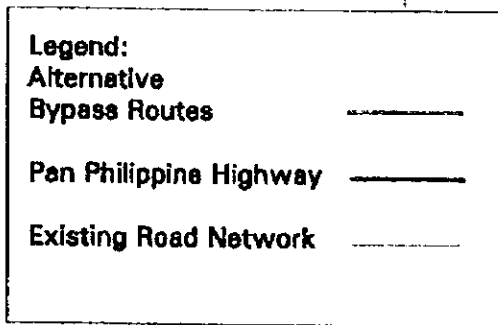 Legend:
Alternative
Bypass Routes
Pan Philippine Highway
Existing Road Network